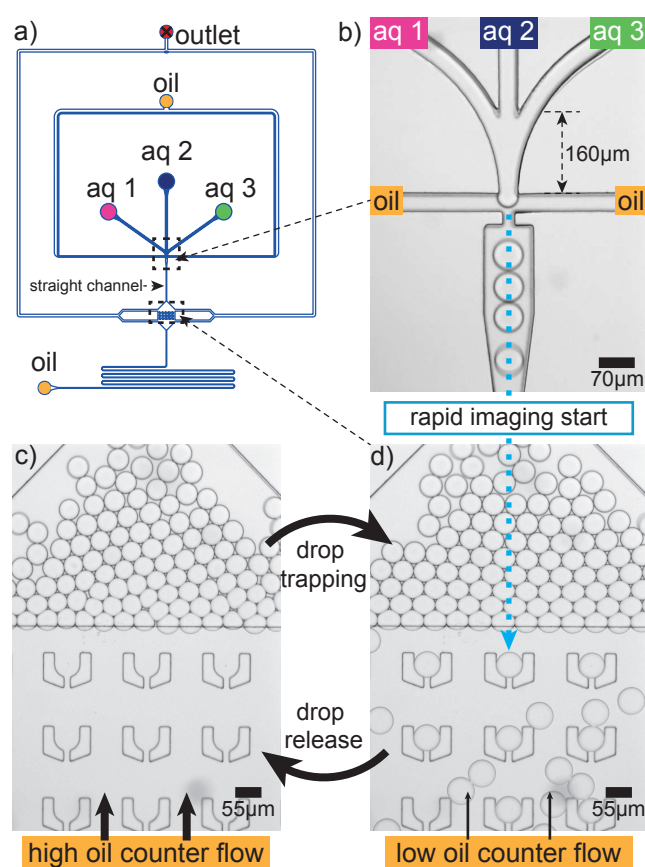 a)
outlet
oil
aq 2
aq 1
aq 3
straight channel-
oil
b)
aq 1
aq 2
aq 3
160µm
oil
oil
70µm
rapid imaging start
c)
d)
drop
trapping
drop
release
55µm
55µm
high oil counter flow
low oil counter flow